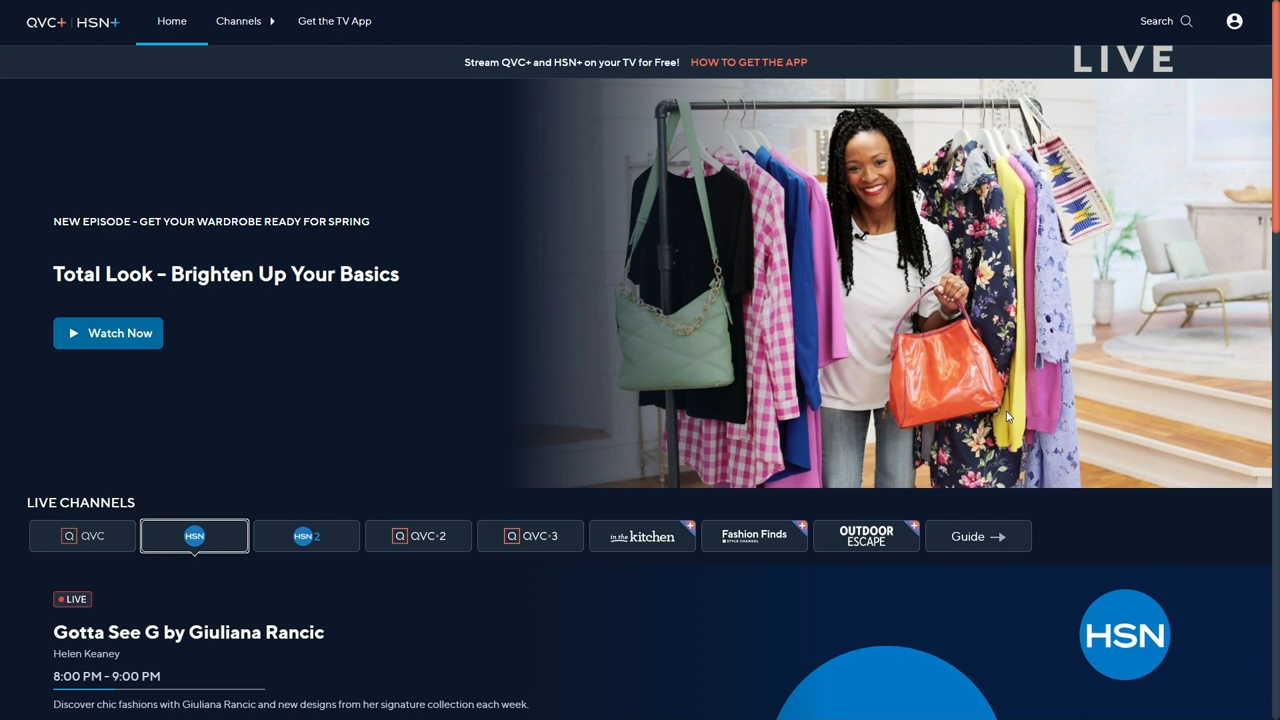 QVC+ | HSN+
Home
Channels
Get the TV App
Search
Stream QVC+ and HSN+ on your TV for Free! HOW TO GET THE APP
LIVE
NEW EPISODE - GET YOUR WARDROBE READY FOR SPRING
Total Look - Brighten Up Your Basics
Watch Now
LIVE CHANNELS
Q QVC
HSN
HSN 2
Q QVC•2
Q QVC•3
in the kitchen
Fashion Finds
STYLE CHANNEL
OUTDOOR
ESCAPE
Guide
LIVE
HSN
Gotta See G by Giuliana Rancic
Helen Keaney
8:00 PM - 9:00 PM
Discover chic fashions with Giuliana Rancic and new designs from her signature collection each week.